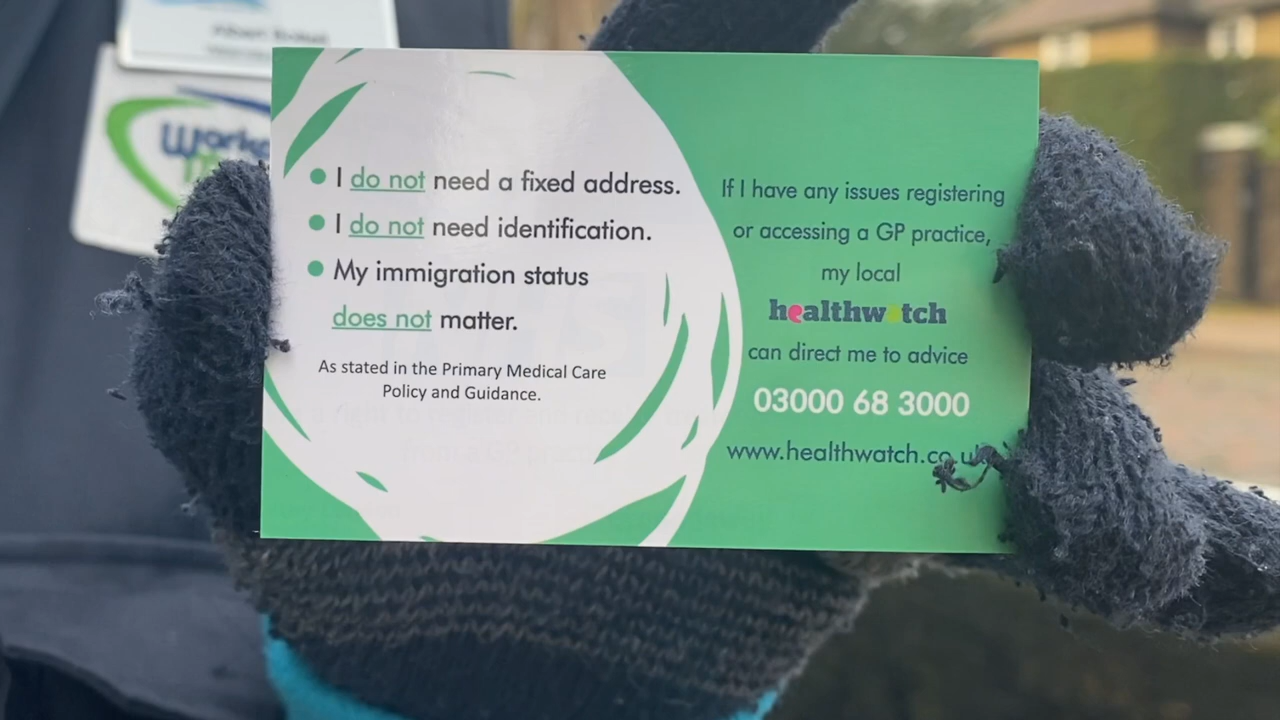 I do not need a fixed address.
I do not need identification.
My immigration status
does not matter.
As stated in the Primary Medical Care
Policy and Guidance.
If I have any issues registering
or accessing a GP practice,
my local
healthwatch
can direct me to advice
03000 68 3000
www.healthwatch.co.uk